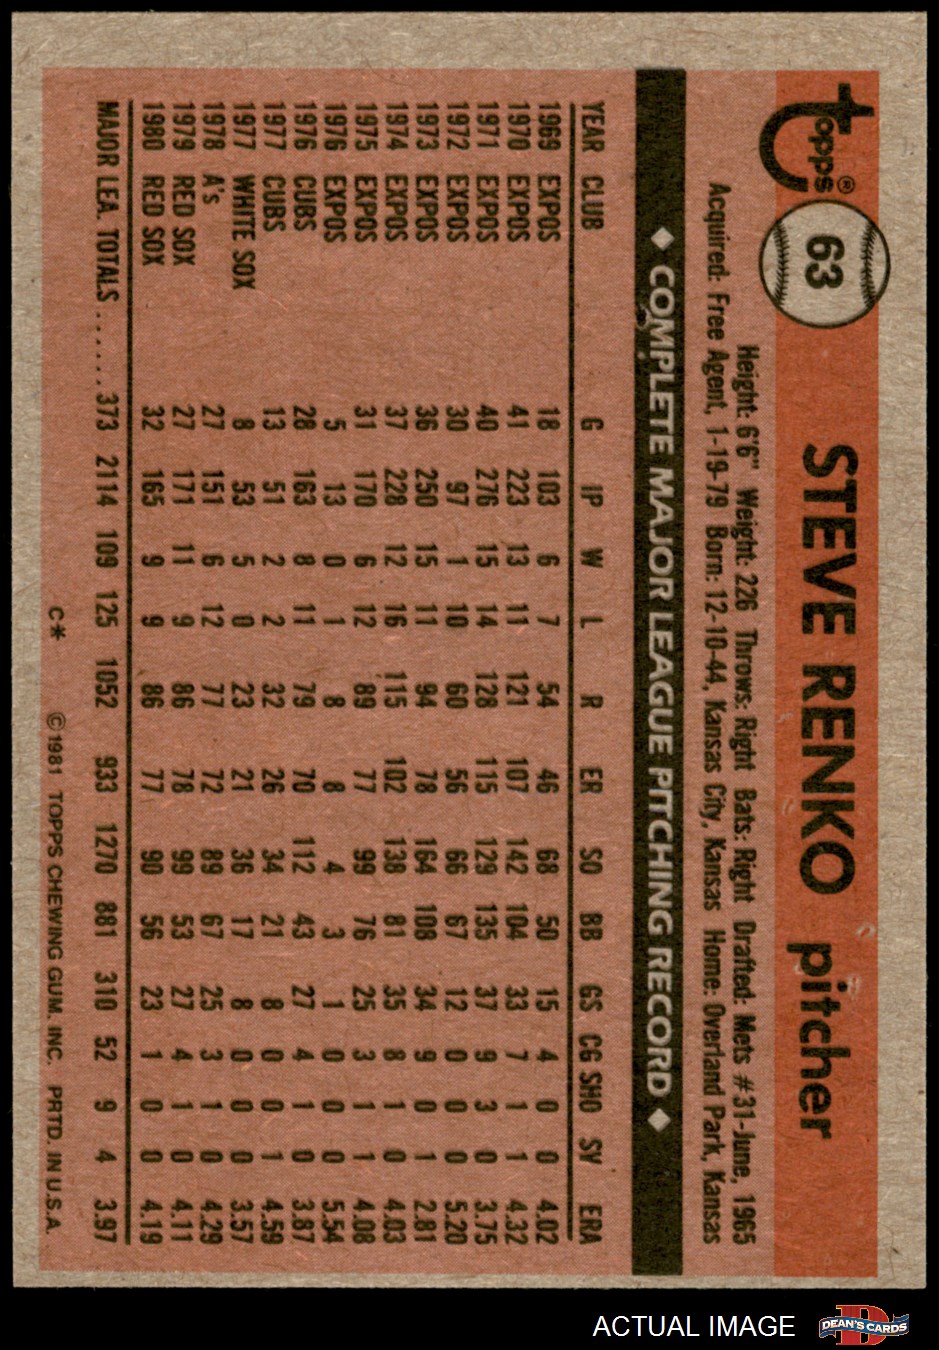 topps®
63
STEVE RENKO pitcher
Height: 6'6" Weight: 226 Throws: Right Bats: Right Drafted: Mets #31-June, 1965
Acquired: Free Agent, 1-19-79 Born: 12-10-44, Kansas City, Kansas Home: Overland Park, Kansas
◆ COMPLETE MAJOR LEAGUE PITCHING RECORD ◆
YEAR CLUB G IP W L R ER SO BB GS CG SHO SV ERA
1969 EXPOS 18 103 6 7 54 46 68 50 15 4 0 0 4.02
1970 EXPOS 41 223 13 11 121 107 142 104 33 7 1 1 4.32
1971 EXPOS 40 276 15 14 128 115 129 135 37 9 3 0 3.75
1972 EXPOS 30 97 1 10 60 56 66 67 12 0 0 0 5.20
1973 EXPOS 36 250 15 11 94 78 164 108 34 9 0 1 2.81
1974 EXPOS 37 228 12 16 115 102 138 81 35 8 1 0 4.03
1975 EXPOS 31 170 6 12 89 77 99 76 25 3 1 1 4.08
1976 EXPOS 5 13 0 1 8 8 4 3 1 0 0 0 5.54
1976 CUBS 28 163 8 11 79 70 112 43 27 4 1 0 3.87
1977 CUBS 13 51 2 2 32 26 34 21 8 0 0 1 4.59
1977 WHITE SOX 8 53 5 0 23 21 36 17 8 0 0 0 3.57
1978 A's 27 151 6 12 77 72 89 67 25 3 1 0 4.29
1979 RED SOX 27 171 11 9 86 78 99 53 27 4 1 0 4.11
1980 RED SOX 32 165 9 9 86 77 90 56 23 1 0 0 4.19
MAJOR LEA. TOTALS ...... 373 2114 109 125 1052 933 1270 881 310 52 9 4 3.97
C* © 1981 TOPPS CHEWING GUM, INC. PRTD. IN U.S.A.
ACTUAL IMAGE
D
DEAN'S CARDS